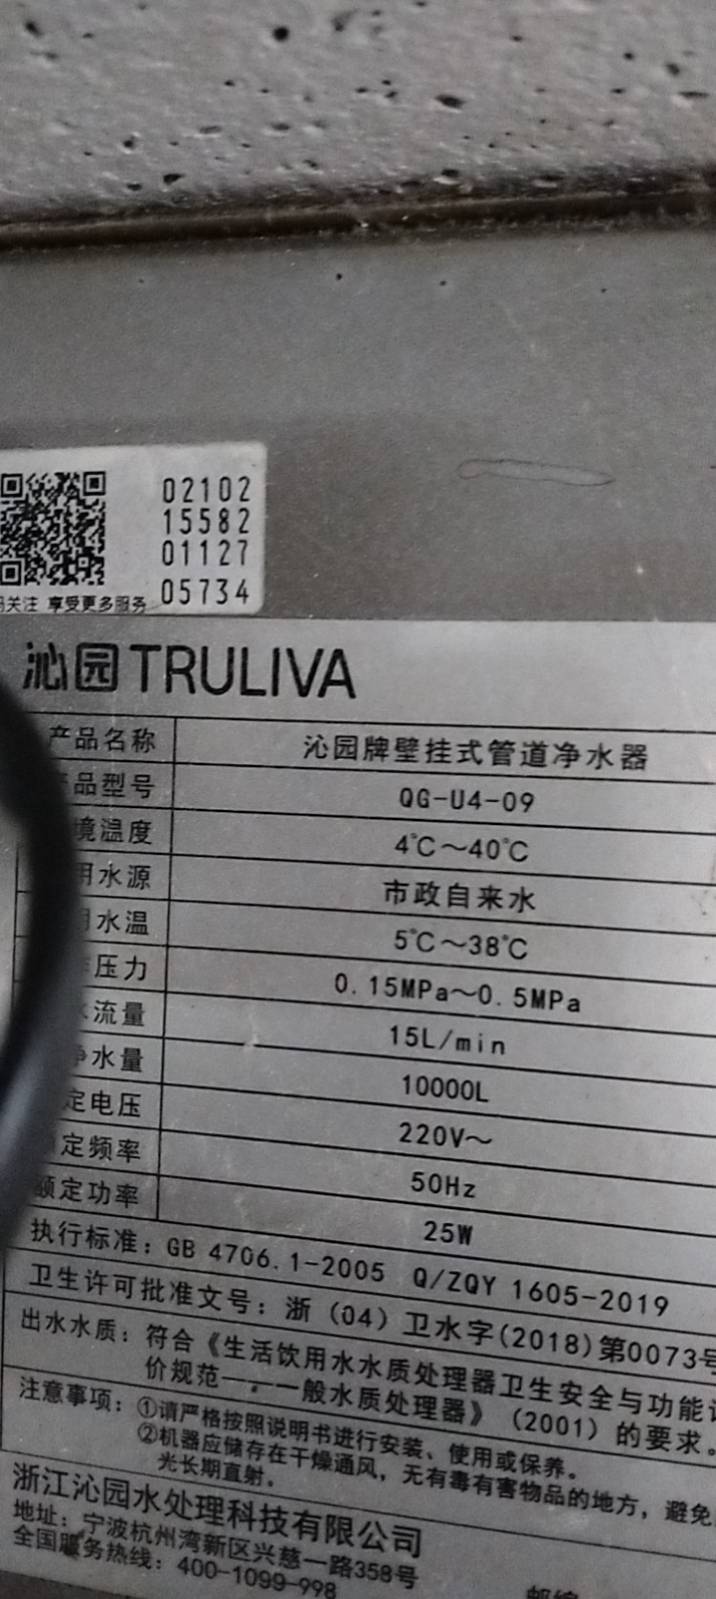 02102
15582
01127
05734
关注 享受更多服务
沁园TRULIVA
产品名称 沁园牌壁挂式管道净水器
品型号 QG-U4-09
境温度 4℃～40℃
用水源 市政自来水
用水温 5℃～38℃
压力 0.15MPa～0.5MPa
流量 15L/min
净水量 10000L
定电压 220V～
定频率 50Hz
额定功率 25W
执行标准：GB 4706.1-2005 Q/ZQY 1605-2019
卫生许可批准文号：浙（04）卫水字(2018)第0073号
出水水质：符合《生活饮用水水质处理器卫生安全与功能评
价规范——一般水质处理器》（2001）的要求。
注意事项：①请严格按照说明书进行安装、使用或保养。
②机器应储存在干燥通风，无有毒有害物品的地方，避免
光长期直射。
浙江沁园水处理科技有限公司
地址：宁波杭州湾新区兴慈一路358号
全国服务热线：400-1099-998